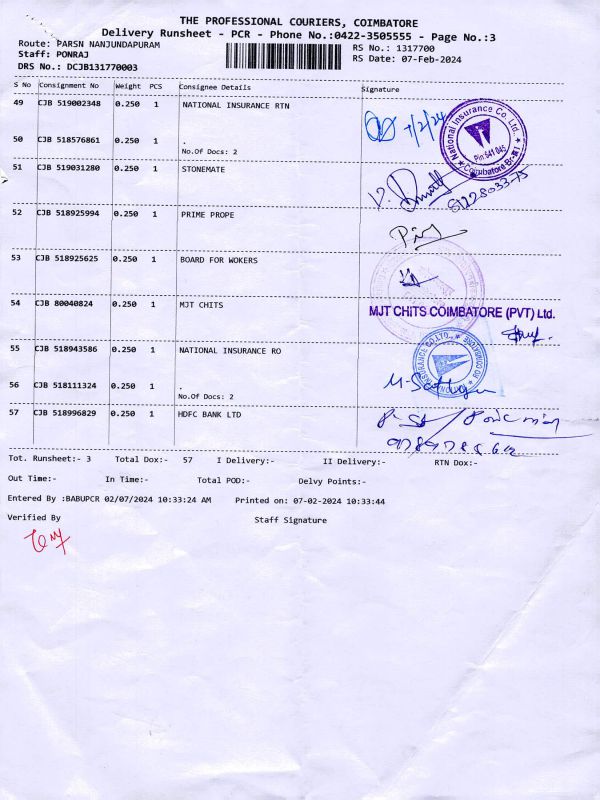 THE PROFESSIONAL COURIERS, COIMBATORE
Delivery Runsheet - PCR - Phone No.:0422-3505555 - Page No.:3
Route: PARSN NANJUNDAPURAM
RS No.: 1317700
Staff: PONRAJ
RS Date: 07-Feb-2024
DRS No.: DCJB131770003
S No Consignment No Weight PCS Consignee Details Signature
49 CJB 519002348 0.250 1 NATIONAL INSURANCE RTN
7/2/24
National Insurance Co. Ltd.
Pin 641 045
Coimbatore
50 CJB 518576861 0.250 1 .
No.Of Docs: 2
51 CJB 519031280 0.250 1 STONEMATE
52 CJB 518925994 0.250 1 PRIME PROPE
53 CJB 518925625 0.250 1 BOARD FOR WOKERS
54 CJB 80040824 0.250 1 MJT CHITS
MJT CHITS COIMBATORE (PVT) Ltd.
55 CJB 518943586 0.250 1 NATIONAL INSURANCE RO
56 CJB 518111324 0.250 1 .
No.Of Docs: 2
57 CJB 518996829 0.250 1 HDFC BANK LTD
Tot. Runsheet:- 3 Total Dox:- 57 I Delivery:- II Delivery:- RTN Dox:-
Out Time:- In Time:- Total POD:- Delvy Points:-
Entered By :BABUPCR 02/07/2024 10:33:24 AM Printed on: 07-02-2024 10:33:44
Verified By Staff Signature